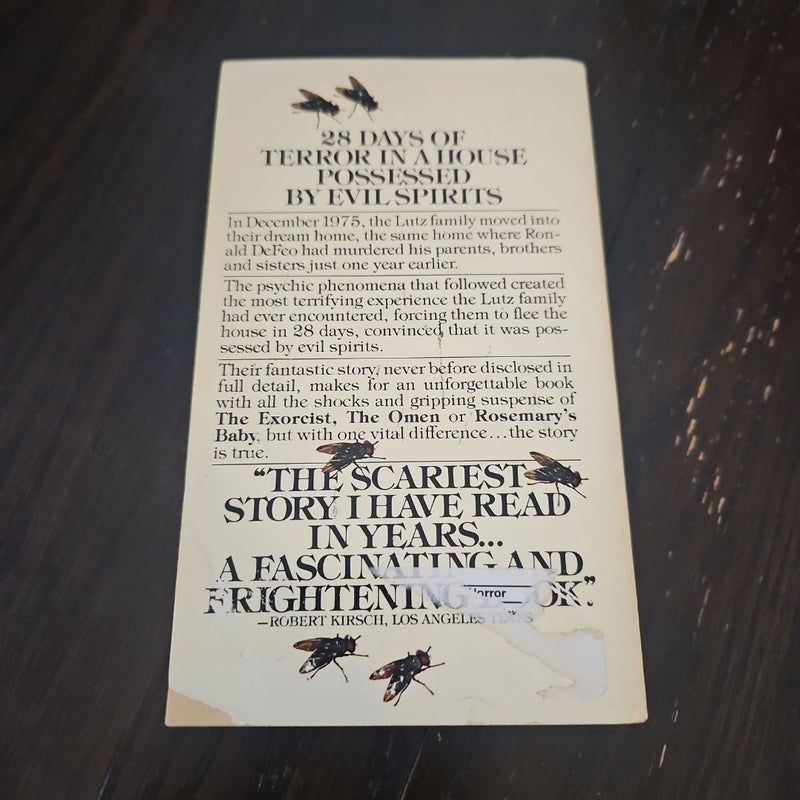 28 DAYS OF
TERROR IN A HOUSE
POSSESSED
BY EVIL SPIRITS
In December 1975, the Lutz family moved into
their dream home, the same home where Ron-
ald DeFeo had murdered his parents, brothers
and sisters just one year earlier.
The psychic phenomena that followed created
the most terrifying experience the Lutz family
had ever encountered, forcing them to flee the
house in 28 days, convinced that it was pos-
sessed by evil spirits.
Their fantastic story, never before disclosed in
full detail, makes for an unforgettable book
with all the shocks and gripping suspense of
The Exorcist, The Omen or Rosemary's
Baby, but with one vital difference...the story
is true.
“THE SCARIEST
STORY I HAVE READ
IN YEARS...
A FASCINATING AND
FRIGHTENING BOOK.”
Horror
—ROBERT KIRSCH, LOS ANGELES TIMES